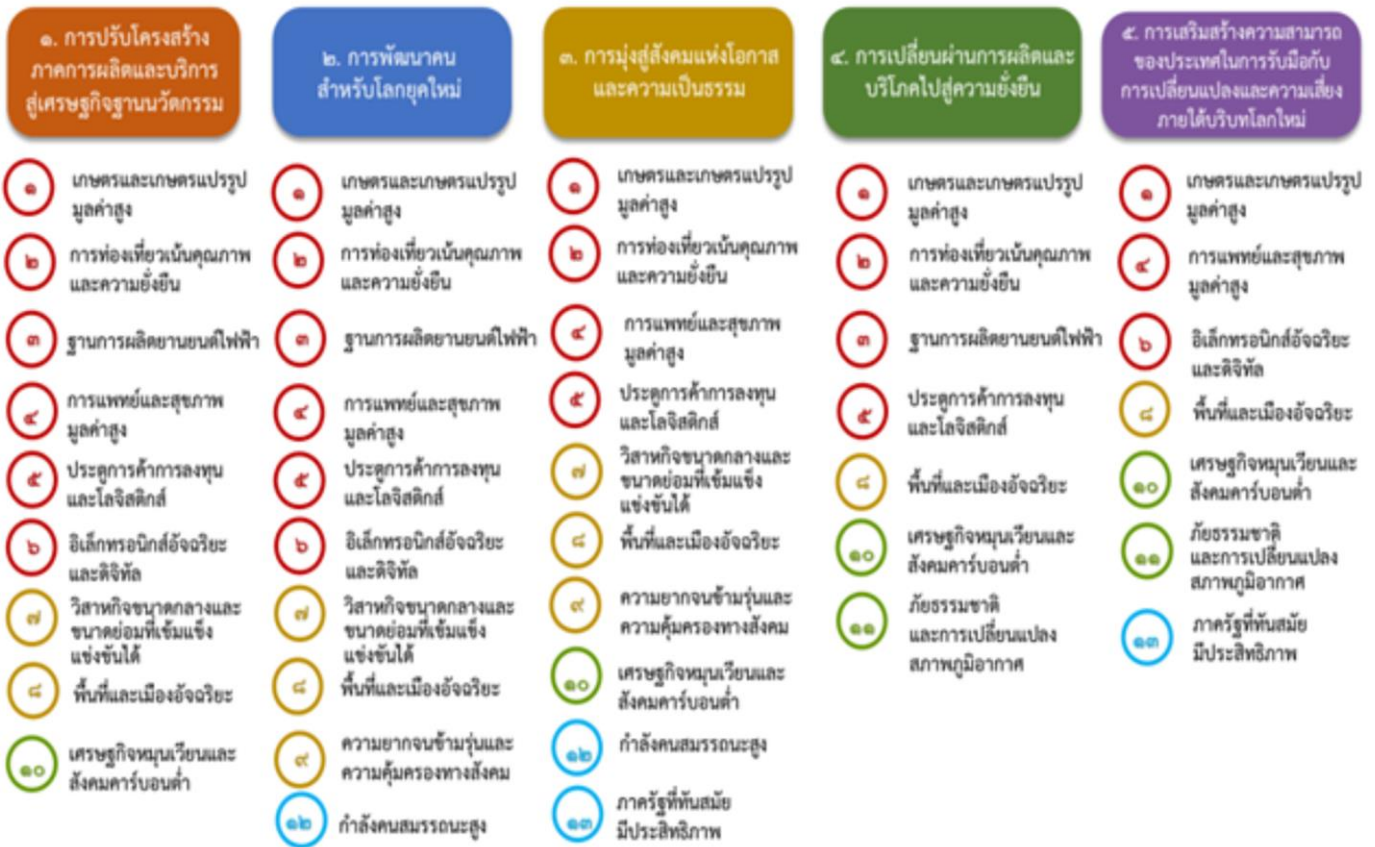 ๑. การปรับโครงสร้าง
ภาคการผลิตและบริการ
สู่เศรษฐกิจฐานนวัตกรรม
๑
เกษตรและเกษตรแปรรูป
มูลค่าสูง
๒
การท่องเที่ยวเน้นคุณภาพ
และความยั่งยืน
๓
ฐานการผลิตยานยนต์ไฟฟ้า
๔
การแพทย์และสุขภาพ
มูลค่าสูง
๕
ประตูการค้าการลงทุน
และโลจิสติกส์
๖
อิเล็กทรอนิกส์อัจฉริยะ
และดิจิทัล
๗
วิสาหกิจขนาดกลางและ
ขนาดย่อมที่เข้มแข็ง
แข่งขันได้
๘
พื้นที่และเมืองอัจฉริยะ
๑๐
เศรษฐกิจหมุนเวียนและ
สังคมคาร์บอนต่ำ
๒. การพัฒนาคน
สำหรับโลกยุคใหม่
๑
เกษตรและเกษตรแปรรูป
มูลค่าสูง
๒
การท่องเที่ยวเน้นคุณภาพ
และความยั่งยืน
๓
ฐานการผลิตยานยนต์ไฟฟ้า
๔
การแพทย์และสุขภาพ
มูลค่าสูง
๕
ประตูการค้าการลงทุน
และโลจิสติกส์
๖
อิเล็กทรอนิกส์อัจฉริยะ
และดิจิทัล
๗
วิสาหกิจขนาดกลางและ
ขนาดย่อมที่เข้มแข็ง
แข่งขันได้
๘
พื้นที่และเมืองอัจฉริยะ
๙
ความยากจนข้ามรุ่นและ
ความคุ้มครองทางสังคม
๑๒
กำลังคนสมรรถนะสูง
๓. การมุ่งสู่สังคมแห่งโอกาส
และความเป็นธรรม
๑
เกษตรและเกษตรแปรรูป
มูลค่าสูง
๒
การท่องเที่ยวเน้นคุณภาพ
และความยั่งยืน
๔
การแพทย์และสุขภาพ
มูลค่าสูง
๕
ประตูการค้าการลงทุน
และโลจิสติกส์
๗
วิสาหกิจขนาดกลางและ
ขนาดย่อมที่เข้มแข็ง
แข่งขันได้
๘
พื้นที่และเมืองอัจฉริยะ
๙
ความยากจนข้ามรุ่นและ
ความคุ้มครองทางสังคม
๑๐
เศรษฐกิจหมุนเวียนและ
สังคมคาร์บอนต่ำ
๑๒
กำลังคนสมรรถนะสูง
๑๓
ภาครัฐที่ทันสมัย
มีประสิทธิภาพ
๔. การเปลี่ยนผ่านการผลิตและ
บริโภคไปสู่ความยั่งยืน
๑
เกษตรและเกษตรแปรรูป
มูลค่าสูง
๒
การท่องเที่ยวเน้นคุณภาพ
และความยั่งยืน
๓
ฐานการผลิตยานยนต์ไฟฟ้า
๕
ประตูการค้าการลงทุน
และโลจิสติกส์
๘
พื้นที่และเมืองอัจฉริยะ
๑๐
เศรษฐกิจหมุนเวียนและ
สังคมคาร์บอนต่ำ
๑๑
ภัยธรรมชาติ
และการเปลี่ยนแปลง
สภาพภูมิอากาศ
๕. การเสริมสร้างความสามารถ
ของประเทศในการรับมือกับ
การเปลี่ยนแปลงและความเสี่ยง
ภายใต้บริบทโลกใหม่
๑
เกษตรและเกษตรแปรรูป
มูลค่าสูง
๔
การแพทย์และสุขภาพ
มูลค่าสูง
๖
อิเล็กทรอนิกส์อัจฉริยะ
และดิจิทัล
๘
พื้นที่และเมืองอัจฉริยะ
๑๐
เศรษฐกิจหมุนเวียนและ
สังคมคาร์บอนต่ำ
๑๑
ภัยธรรมชาติ
และการเปลี่ยนแปลง
สภาพภูมิอากาศ
๑๓
ภาครัฐที่ทันสมัย
มีประสิทธิภาพ